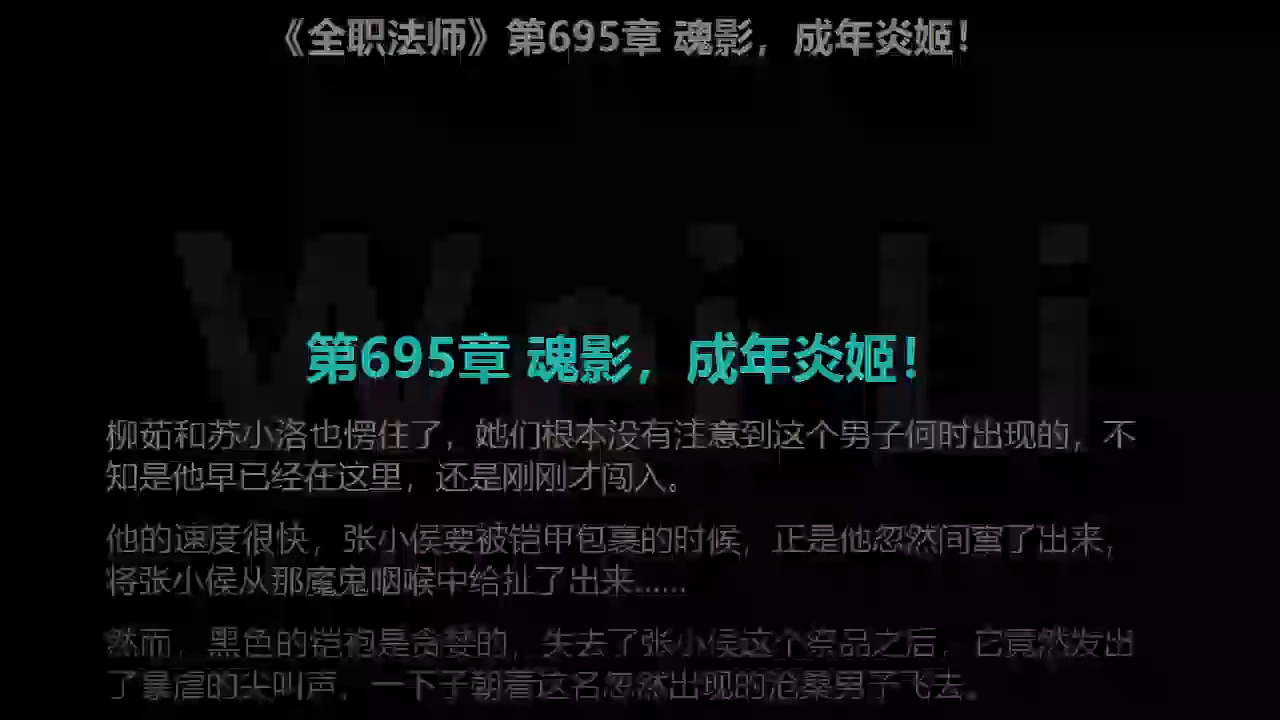 《全职法师》第695章 魂影，成年炎姬！
Wei Li
第695章 魂影，成年炎姬！
柳茹和苏小洛也愣住了，她们根本没有注意到这个男子何时出现的，不
知是他早已经在这里，还是刚刚才闯入。
他的速度很快，张小侯要被铠甲包裹的时候，正是他忽然间窜了出来，
将张小侯从那魔鬼咽喉中给扯了出来……
然而，黑色的铠袍是贪婪的，失去了张小侯这个祭品之后，它竟然发出
了暴虐的尖叫声，一下子朝着这名忽然出现的沧桑男子飞去。